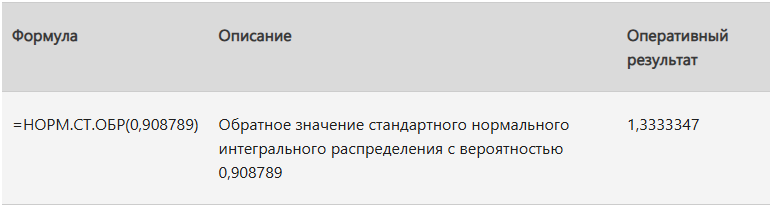 Формула Описание Оперативный
результат
=НОРМ.СТ.ОБР(0,908789) Обратное значение стандартного нормального 1,3333347
интегрального распределения с вероятностью
0,908789